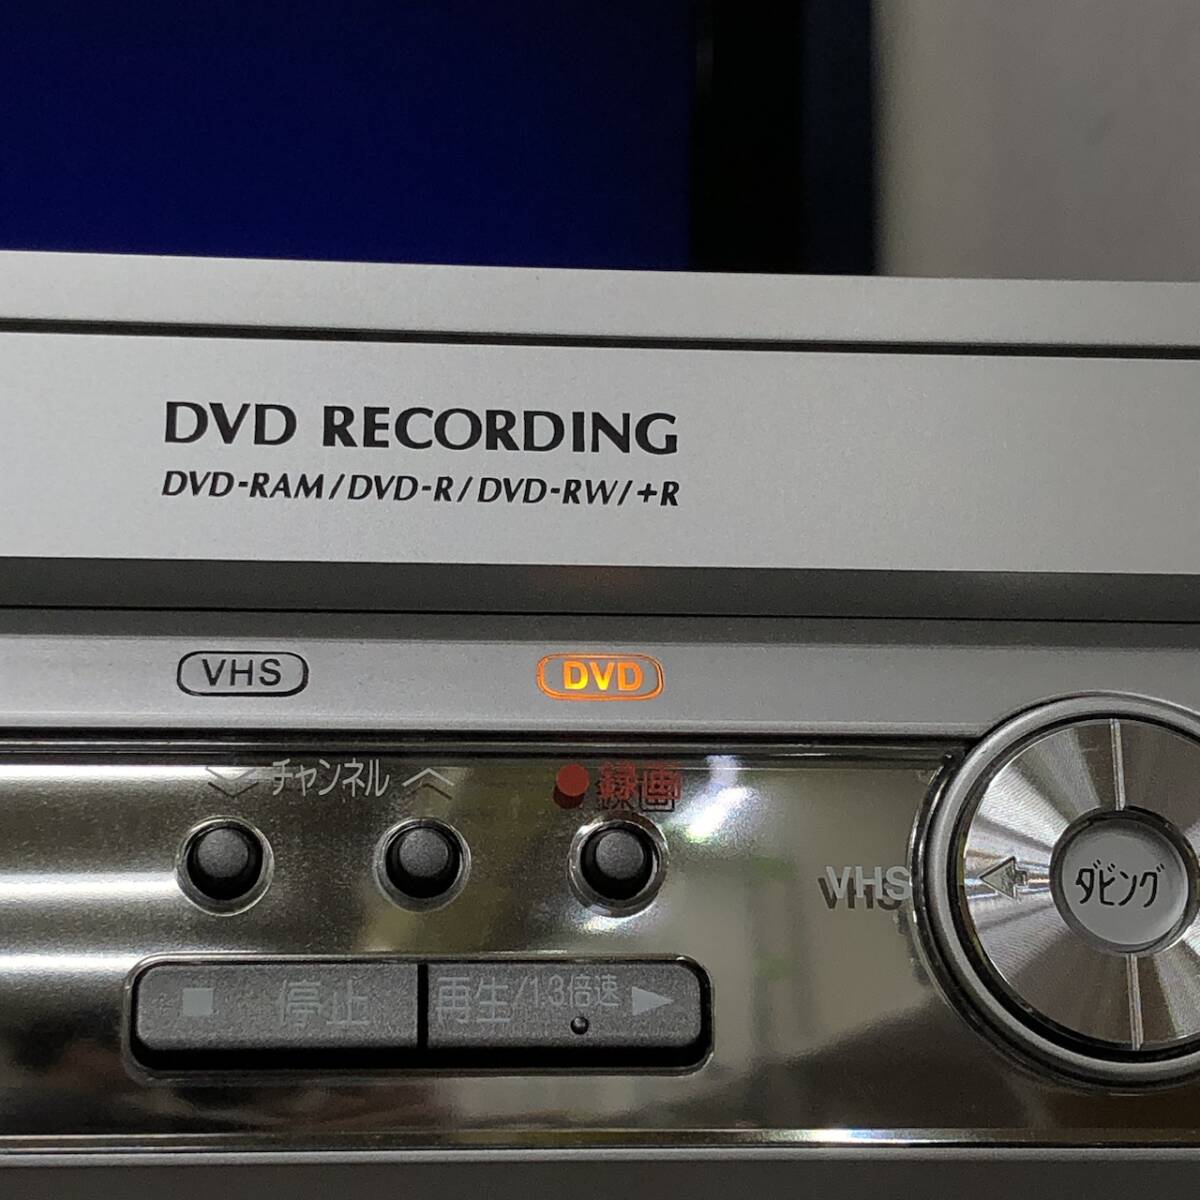 DVD RECORDING
DVD-RAM/DVD-R/DVD-RW/+R
VHS DVD
チャンネル ●録画
VHS ダビング
■ 停止 再生/1.3倍速 ▶